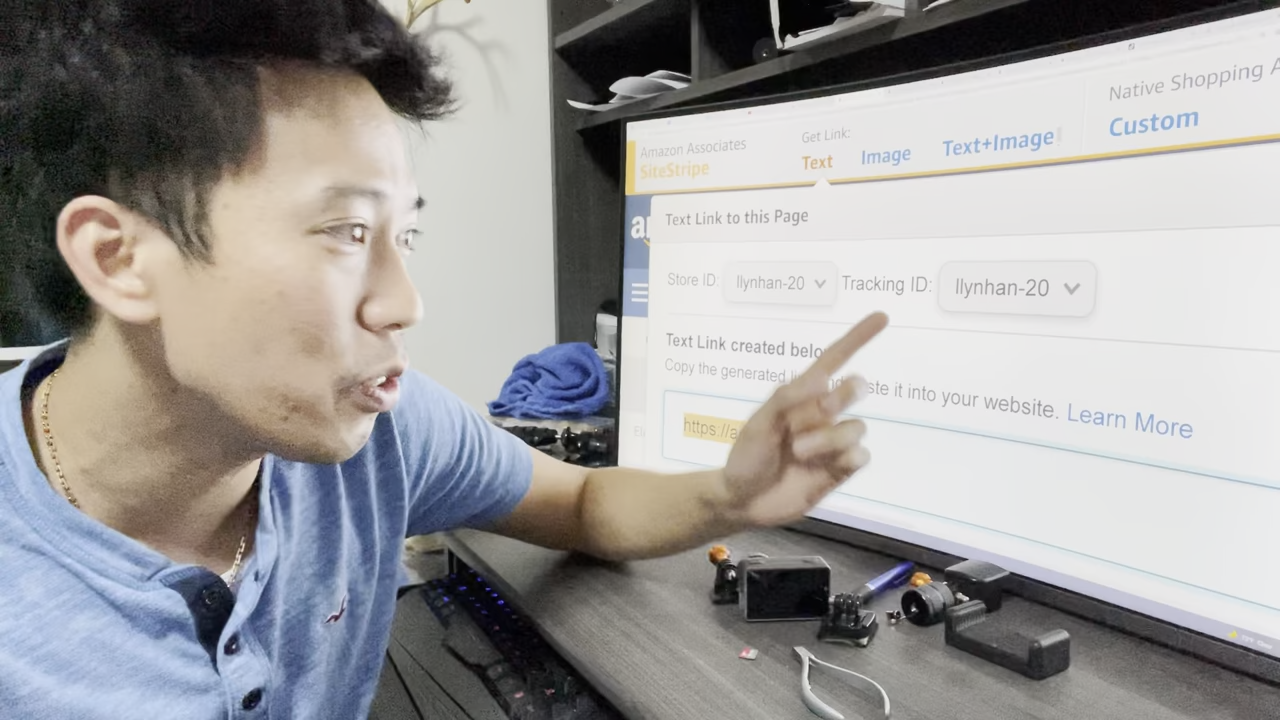 Amazon Associates
SiteStripe
Get Link:
Text Image Text+Image
Native Shopping
Custom
Text Link to this Page
Store ID: llynhan-20 Tracking ID: llynhan-20
Text Link created
Copy the generated it into your website. Learn More
https://a